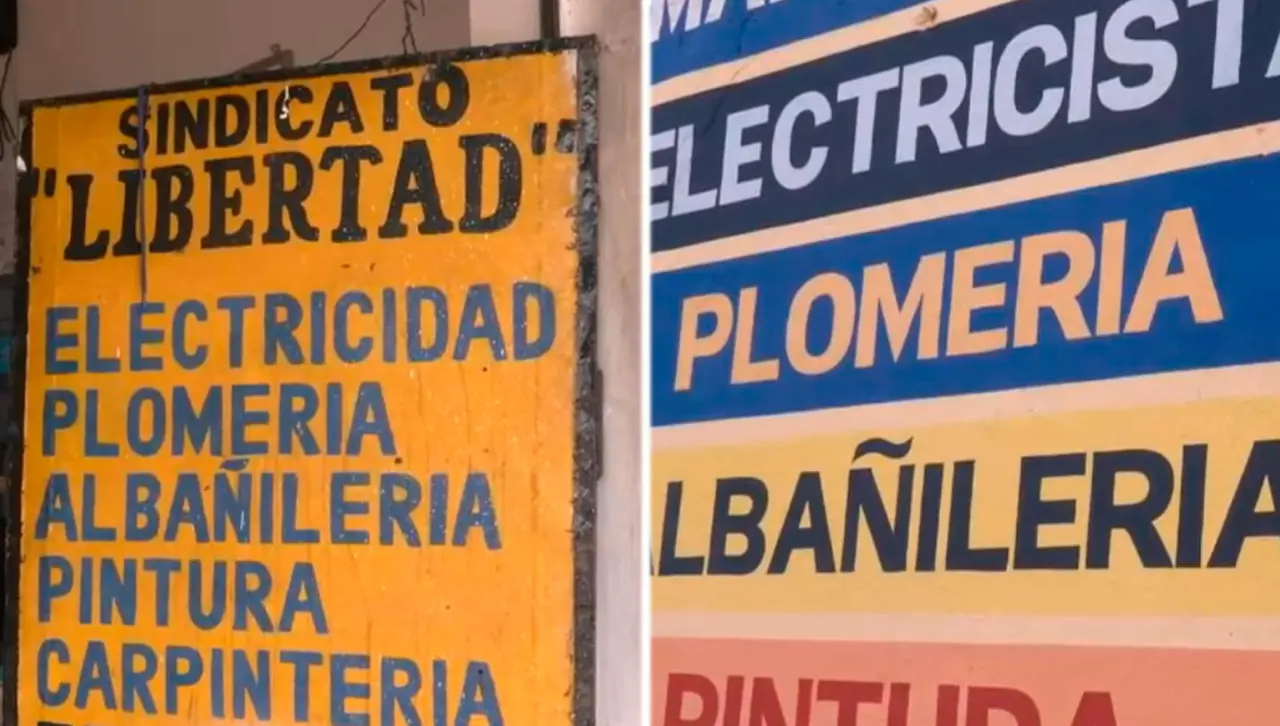 SINDICATO
"LIBERTAD"
ELECTRICIDAD
PLOMERIA
ALBAÑILERIA
PINTURA
CARPINTERIA
ELECTRICISTA
PLOMERIA
ALBAÑILERIA
PINTURA